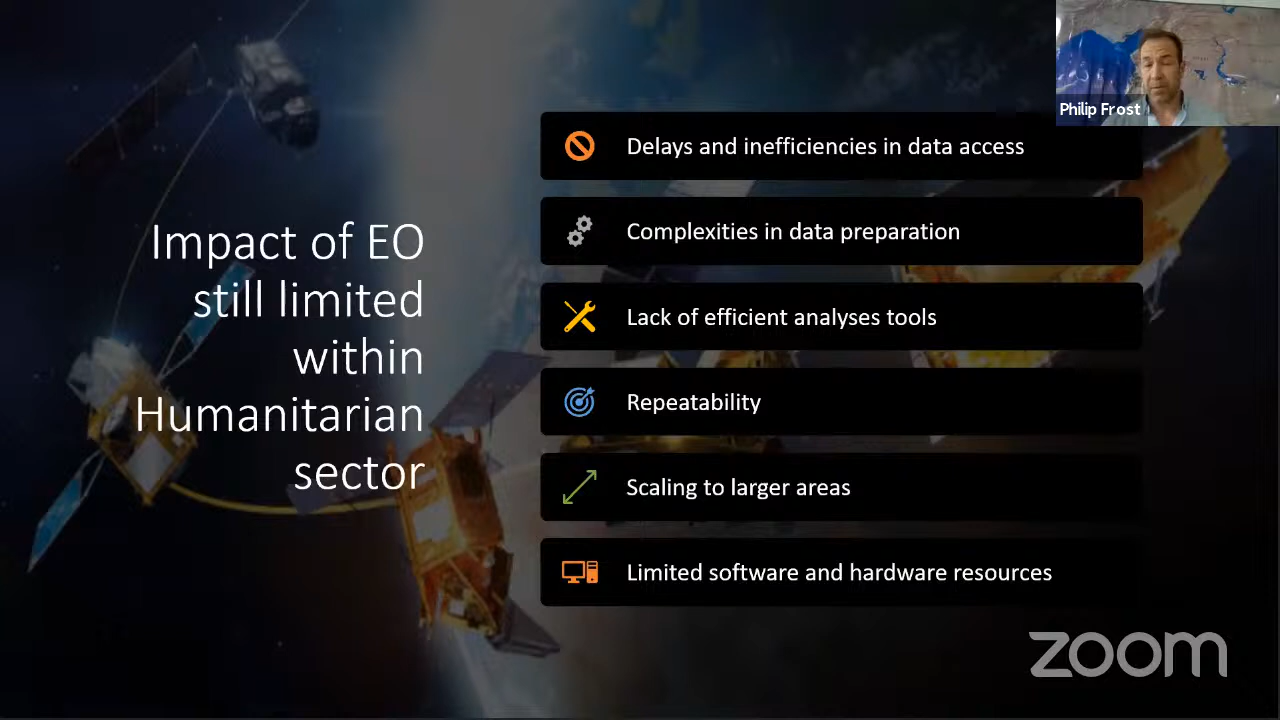 Impact of EO
still limited
within
Humanitarian
sector
Delays and inefficiencies in data access
Complexities in data preparation
Lack of efficient analyses tools
Repeatability
Scaling to larger areas
Limited software and hardware resources
Philip Frost
zoom